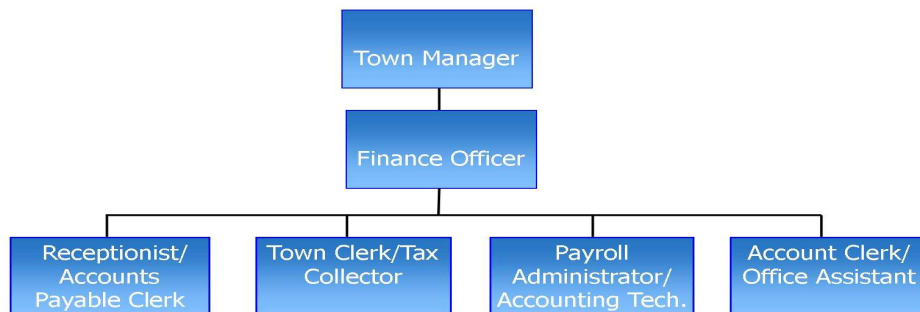 Town Manager
Finance Officer
Receptionist/
Accounts
Payable Clerk
Town Clerk/Tax
Collector
Payroll
Administrator/
Accounting Tech.
Account Clerk/
Office Assistant